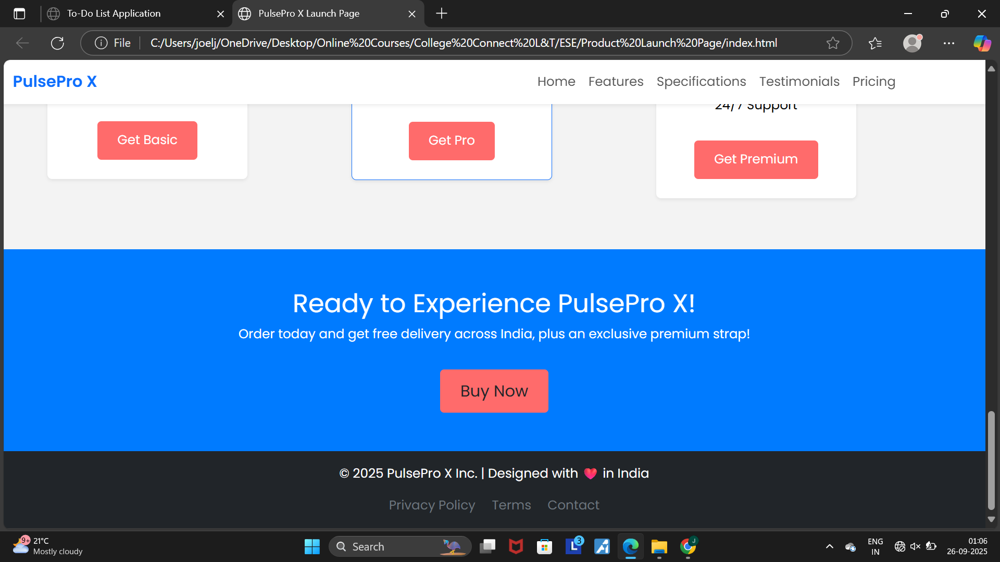 To-Do List Application
PulsePro X Launch Page
File
C:/Users/joelj/OneDrive/Desktop/Online%20Courses/College%20Connect%20L&T/ESE/Product%20Launch%20Page/index.html
PulsePro X
Home Features Specifications Testimonials Pricing
24/7 Support
Get Basic
Get Pro
Get Premium
Ready to Experience PulsePro X!
Order today and get free delivery across India, plus an exclusive premium strap!
Buy Now
© 2025 PulsePro X Inc. | Designed with ❤️ in India
Privacy Policy Terms Contact
9+
21°C
Mostly cloudy
Search
L
3
J
ENG
IN
01:06
26-09-2025